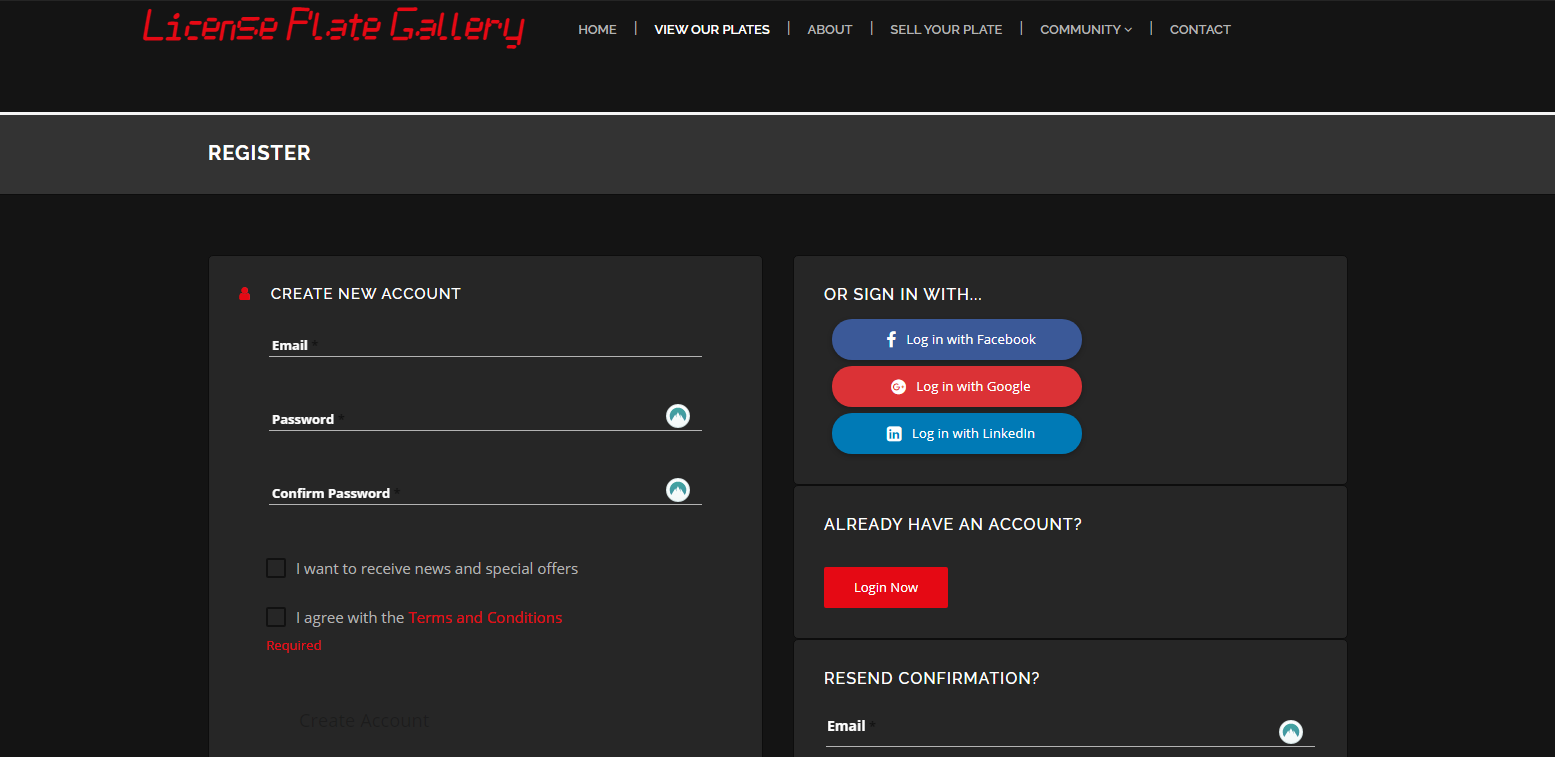 License Plate Gallery
HOME | VIEW OUR PLATES | ABOUT | SELL YOUR PLATE | COMMUNITY | CONTACT
REGISTER
CREATE NEW ACCOUNT
Email *
Password *
Confirm Password *
I want to receive news and special offers
I agree with the Terms and Conditions
Required
Create Account
OR SIGN IN WITH...
Log in with Facebook
Log in with Google
Log in with LinkedIn
ALREADY HAVE AN ACCOUNT?
Login Now
RESEND CONFIRMATION?
Email *